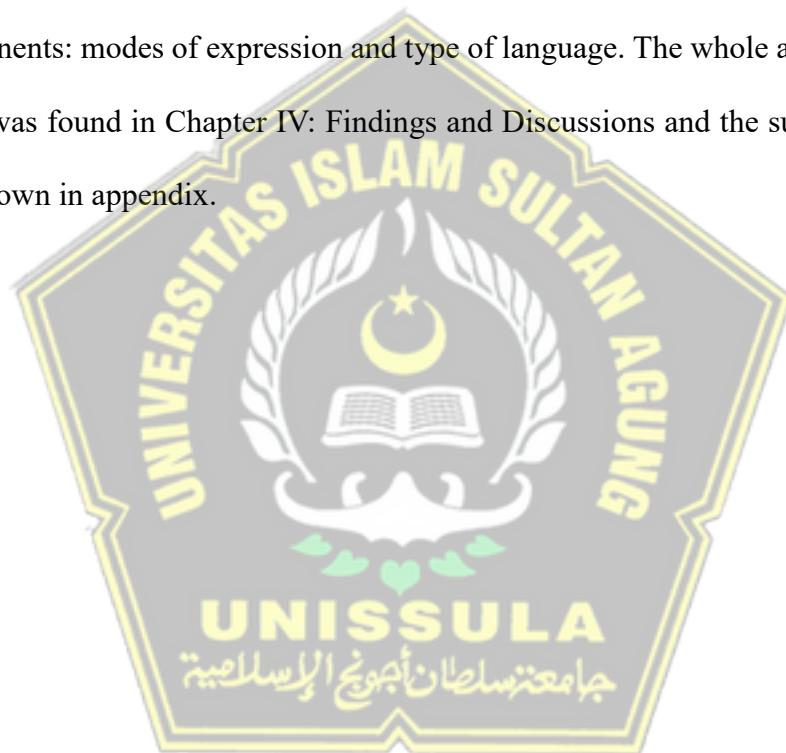 nents: modes of expression and type of language. The whole a
was found in Chapter IV: Findings and Discussions and the su
own in appendix.
UNIVERSITAS ISLAM SULTAN AGUNG
UNISSULA
جامعة سلطان أجونج الإسلامية